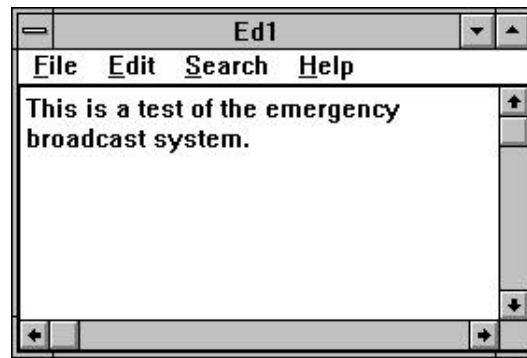 Ed1
File Edit Search Help
This is a test of the emergency
broadcast system.